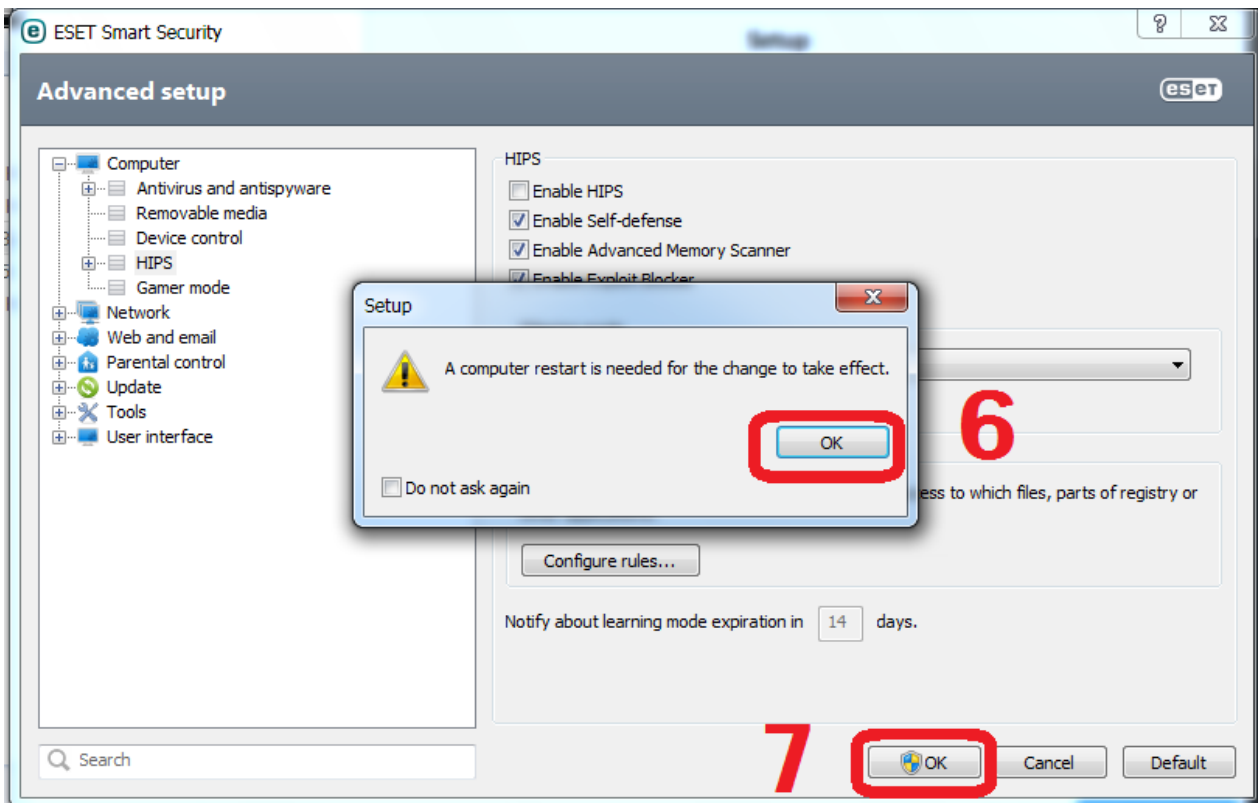 ESET Smart Security
Setup
Advanced setup
eseT
Computer
Antivirus and antispyware
Removable media
Device control
HIPS
Gamer mode
Network
Web and email
Parental control
Update
Tools
User interface
Search
HIPS
Enable HIPS
Enable Self-defense
Enable Advanced Memory Scanner
Enable Exploit Blocker
Setup
A computer restart is needed for the change to take effect.
OK
Do not ask again
6
to which files, parts of registry or
Configure rules...
Notify about learning mode expiration in 14 days.
7
OK Cancel Default